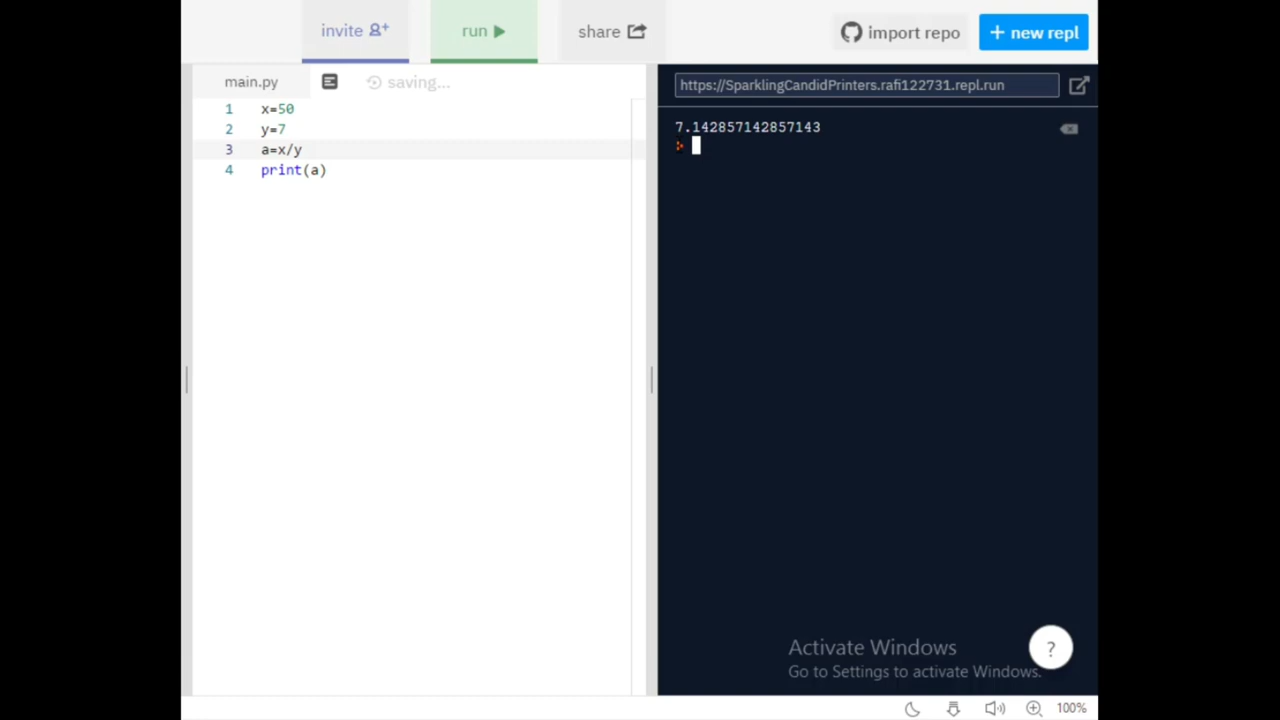 invite
run
share
import repo
+ new repl
main.py
saving...
https://SparklingCandidPrinters.rafi122731.repl.run
1 x=50
2 y=7
3 a=x/y
4 print(a)
7.142857142857143
Activate Windows
Go to Settings to activate Windows.
?
100%